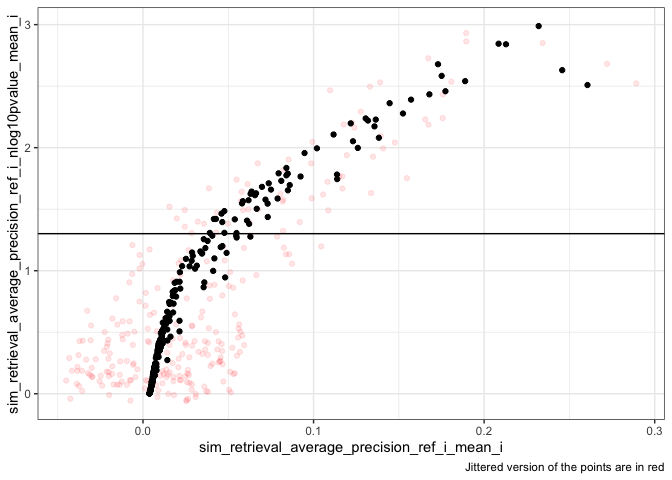 sim_retrieval_average_precision_ref_i_nlog10pvalue_mean_i
3
2
1
0
0.0
0.1
0.2
0.3
sim_retrieval_average_precision_ref_i_mean_i
Jittered version of the points are in red